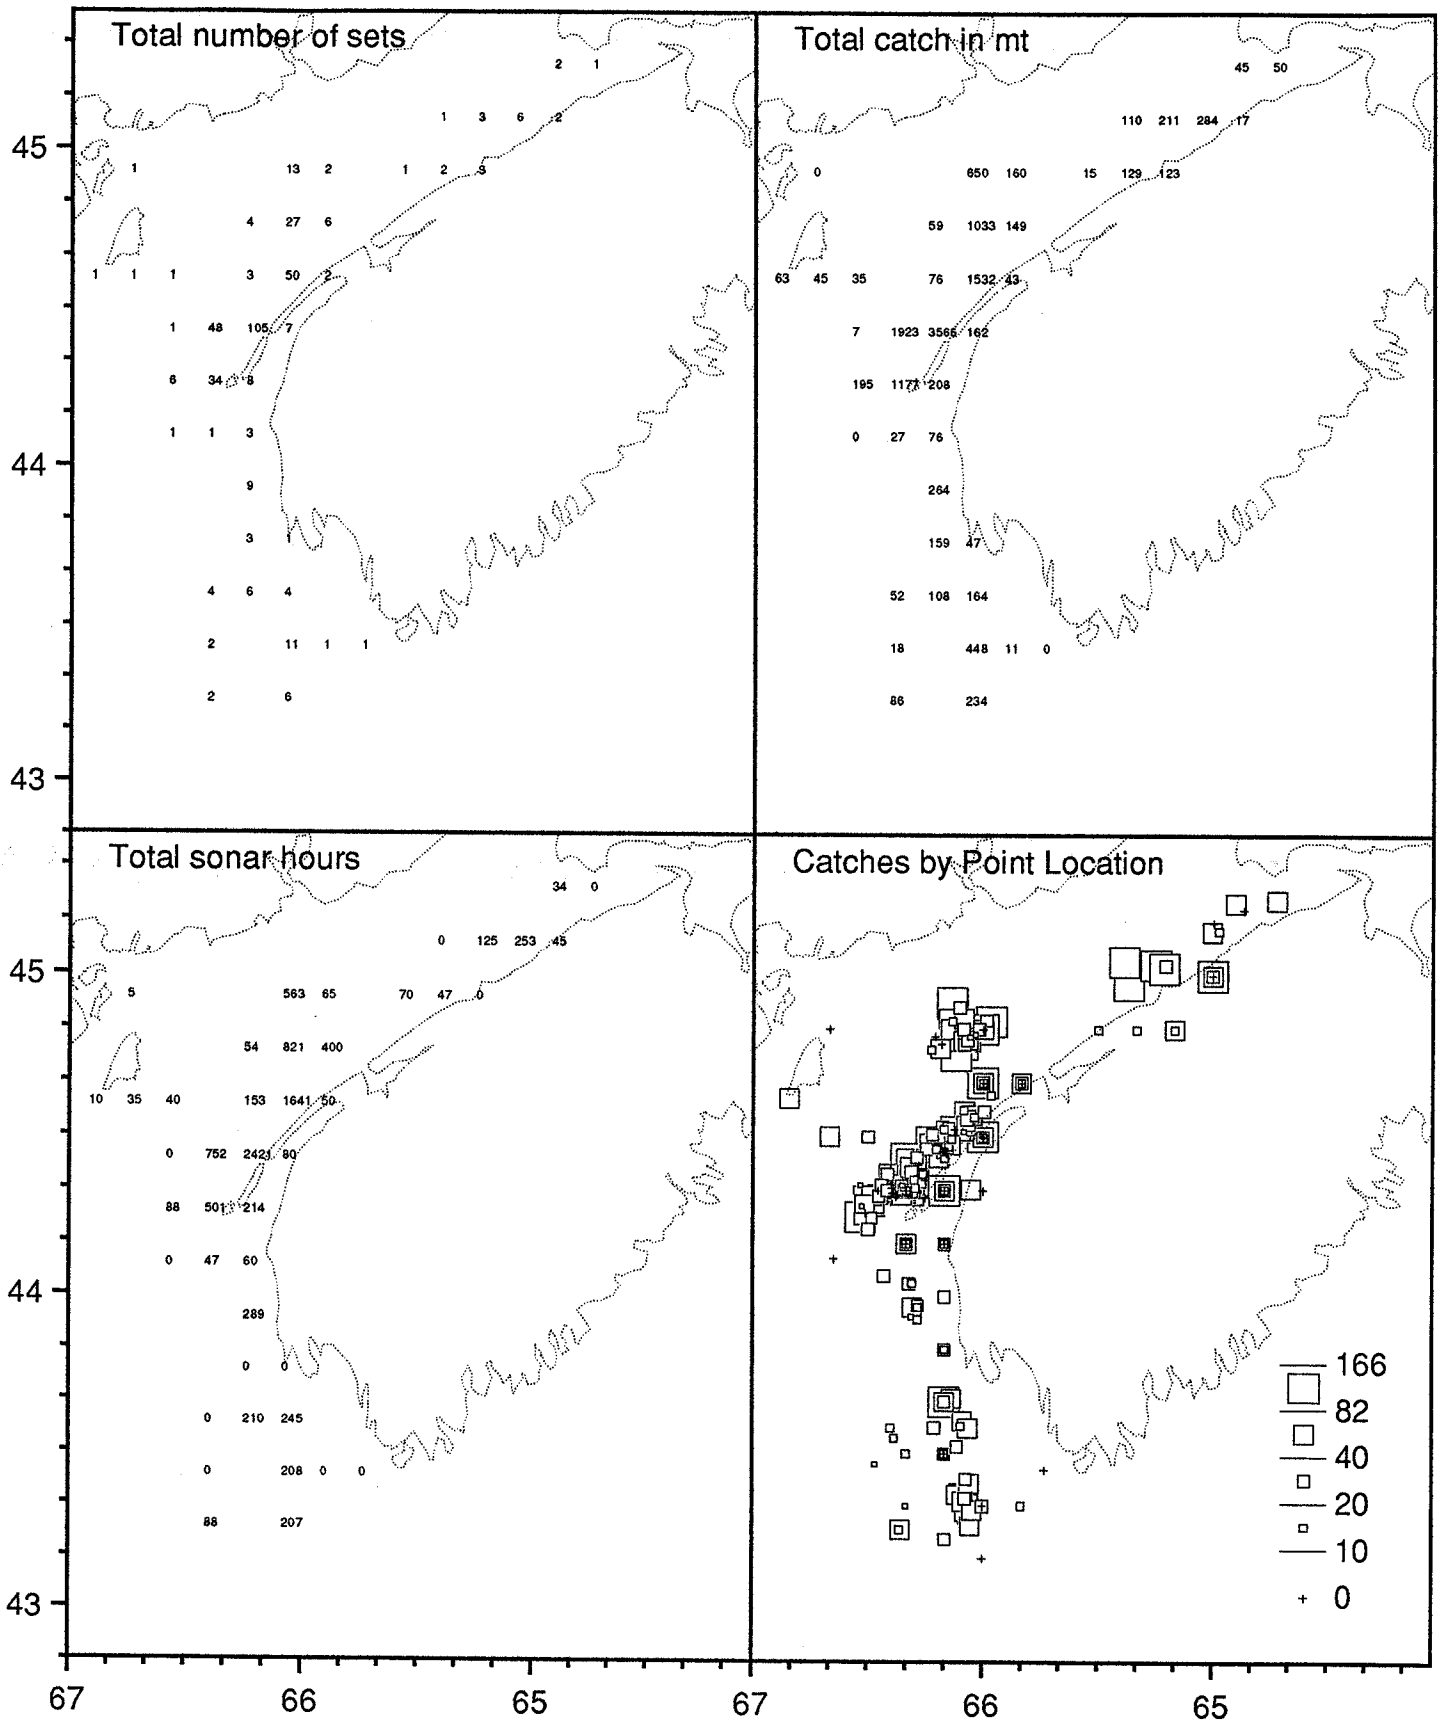 Total number of sets
2 1
1 3 6 2
45
1 13 2 1 2 3
4 27 6
1 1 1 3 50 2
1 48 105 7
6 34 8
1 1 3
44
9
3 1
4 6 4
2 11 1 1
2 6
43
Total catch in mt
45 50
110 211 284 17
0 650 160 15 129 123
59 1033 149
63 45 35 76 1532 43
7 1923 3566 162
195 1177 208
0 27 76
264
159 47
52 108 164
18 448 11 0
86 234
Total sonar hours
34 0
0 125 253 45
45
5 563 65 70 47 0
54 821 400
10 35 40 153 1641 50
0 752 2421 80
88 501 214
0 47 60
44
289
0 0
0 210 245
0 208 0 0
88 207
43
67 66 65
Catches by Point Location
166
82
40
20
10
0
67 66 65